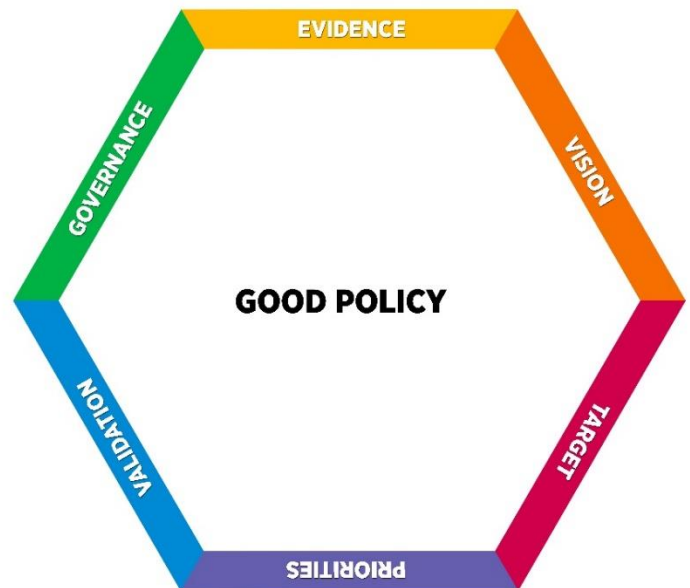 EVIDENCE
VISION
TARGET
PRIORITIES
VALIDATION
GOVERNANCE
GOOD POLICY